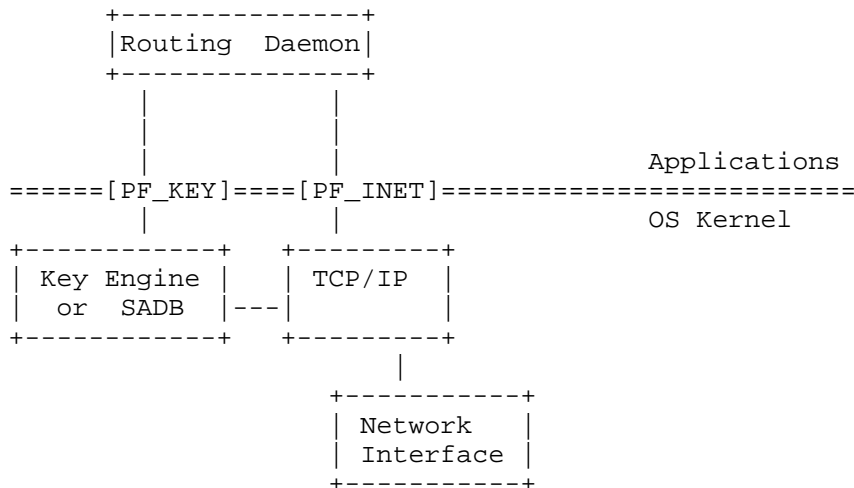 Routing Daemon
Applications
======[PF_KEY]====[PF_INET]==========================
OS Kernel
Key Engine TCP/IP
or SADB
Network
Interface